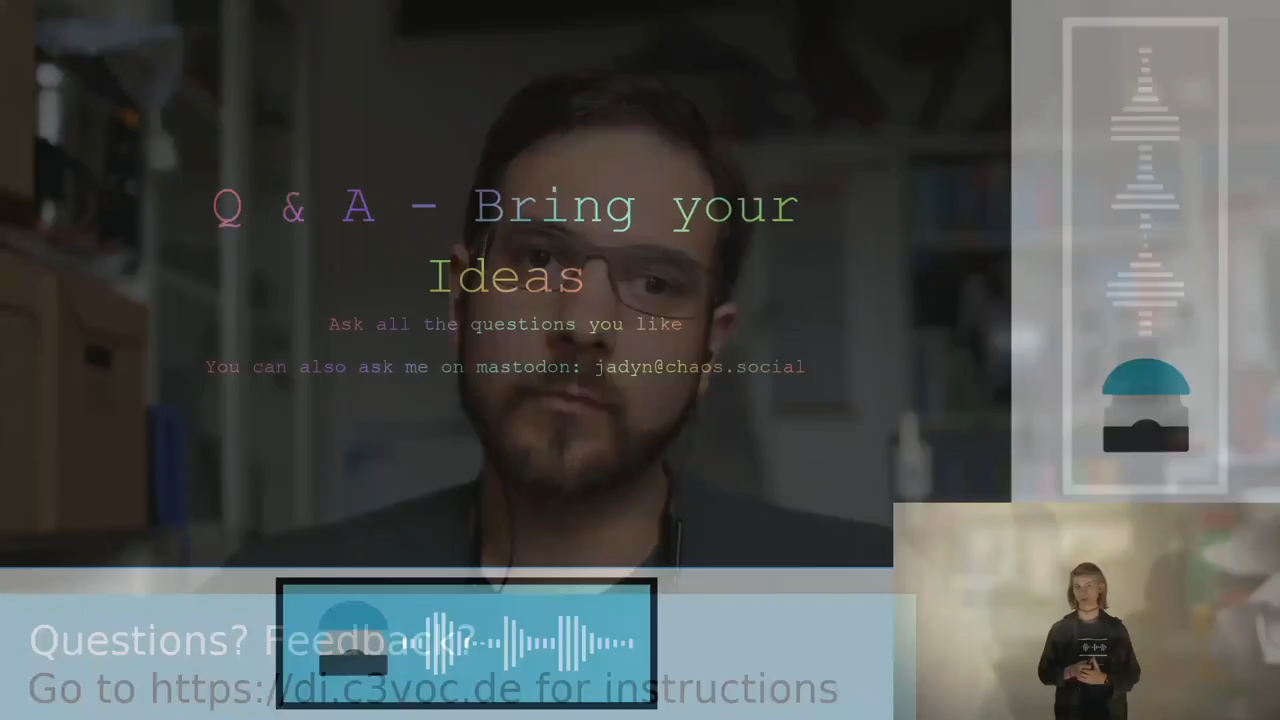 Q & A - Bring your
Ideas
Ask all the questions you like
You can also ask me on mastodon: jadyn@chaos.social
Questions? Feedback?
Go to https://di.c3voc.de for instructions